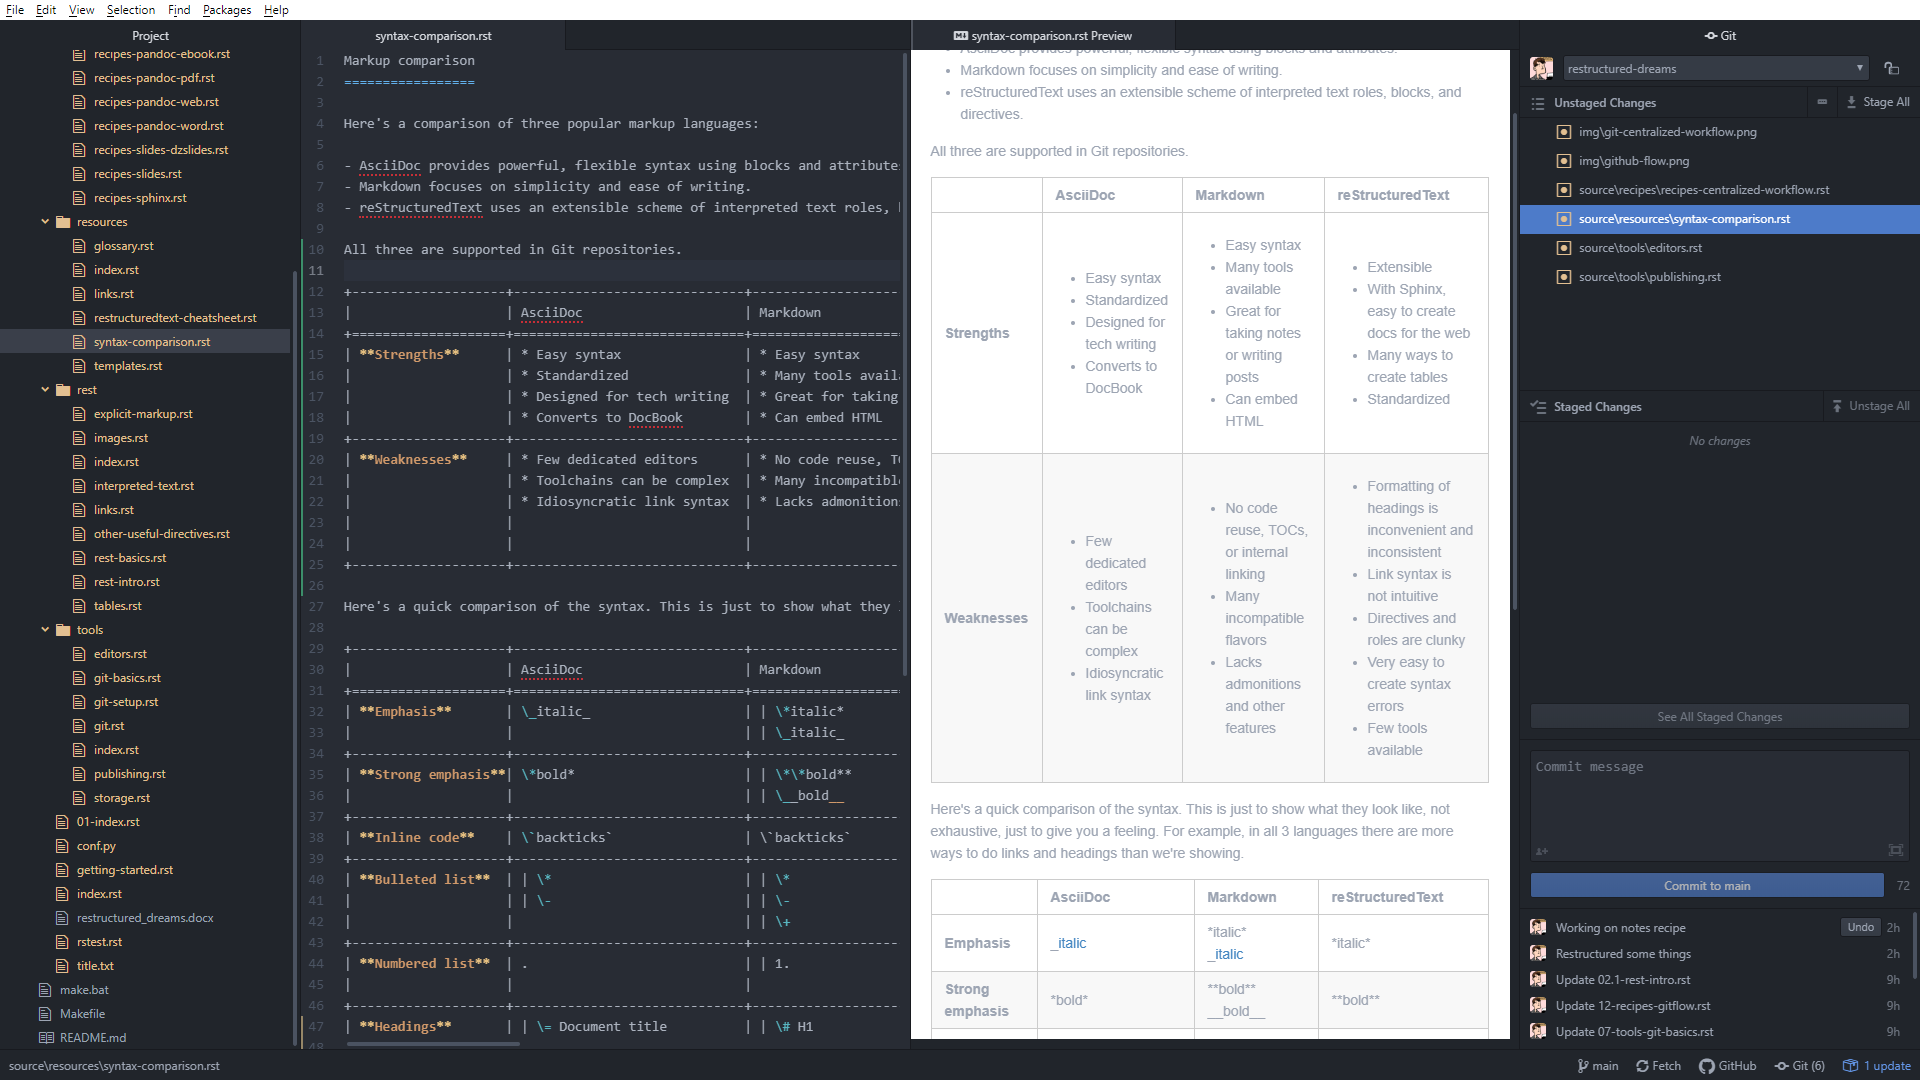 File Edit View Selection Find Packages Help
Project
recipes-pandoc-ebook.rst
recipes-pandoc-pdf.rst
recipes-pandoc-web.rst
recipes-pandoc-word.rst
recipes-slides-dzslides.rst
recipes-slides.rst
recipes-sphinx.rst
resources
glossary.rst
index.rst
links.rst
restructuredtext-cheatsheet.rst
syntax-comparison.rst
templates.rst
rest
explicit-markup.rst
images.rst
index.rst
interpreted-text.rst
links.rst
other-useful-directives.rst
rest-basics.rst
rest-intro.rst
tables.rst
tools
editors.rst
git-basics.rst
git-setup.rst
git.rst
index.rst
publishing.rst
storage.rst
01-index.rst
conf.py
getting-started.rst
index.rst
restructured_dreams.docx
rstest.rst
title.txt
make.bat
Makefile
README.md
syntax-comparison.rst
1 Markup comparison
2 =================
3
4 Here's a comparison of three popular markup languages:
5
6 - AsciiDoc provides powerful, flexible syntax using blocks and attributes
7 - Markdown focuses on simplicity and ease of writing.
8 - reStructuredText uses an extensible scheme of interpreted text roles,
9
10 All three are supported in Git repositories.
11
12 +--------------------+------------------------------+-------------------
13 |                    | AsciiDoc                     | Markdown
14 +====================+==============================+===================
15 | **Strengths**      | * Easy syntax                | * Easy syntax
16 |                    | * Standardized               | * Many tools avail
17 |                    | * Designed for tech writing  | * Great for taking
18 |                    | * Converts to DocBook        | * Can embed HTML
19 +--------------------+------------------------------+-------------------
20 | **Weaknesses**     | * Few dedicated editors      | * No code reuse, T
21 |                    | * Toolchains can be complex  | * Many incompatible
22 |                    | * Idiosyncratic link syntax  | * Lacks admonition
23 |                    |                              |
24 |                    |                              |
25 +--------------------+------------------------------+-------------------
26
27 Here's a quick comparison of the syntax. This is just to show what they
28
29 +--------------------+------------------------------+-------------------
30 |                    | AsciiDoc                     | Markdown
31 +====================+==============================+===================
32 | **Emphasis**       | \_italic_                    | | \*italic*
33 |                    |                              | | \_italic_
34 +--------------------+------------------------------+-------------------
35 | **Strong emphasis**| \*bold*                      | | \*\*bold**
36 |                    |                              | | \__bold__
37 +--------------------+------------------------------+-------------------
38 | **Inline code**    | \`backticks`                 | \`backticks`
39 +--------------------+------------------------------+-------------------
40 | **Bulleted list**  | | \*                         | | \*
41 |                    | | \-                         | | \-
42 |                    |                              | | \+
43 +--------------------+------------------------------+-------------------
44 | **Numbered list**  | .                            | | 1.
45 |                    |                              |
46 +--------------------+------------------------------+-------------------
47 | **Headings**       | | \= Document title          | | \# H1
48
syntax-comparison.rst Preview
AsciiDoc provides powerful, flexible syntax using blocks and attributes.
• Markdown focuses on simplicity and ease of writing.
• reStructuredText uses an extensible scheme of interpreted text roles, blocks, and
directives.
All three are supported in Git repositories.
AsciiDoc Markdown reStructuredText
Strengths
• Easy syntax
• Standardized
• Designed for
tech writing
• Converts to
DocBook
• Easy syntax
• Many tools
available
• Great for
taking notes
or writing
posts
• Can embed
HTML
• Extensible
• With Sphinx,
easy to create
docs for the web
• Many ways to
create tables
• Standardized
Weaknesses
• Few
dedicated
editors
• Toolchains
can be
complex
• Idiosyncratic
link syntax
• No code
reuse, TOCs,
or internal
linking
• Many
incompatible
flavors
• Lacks
admonitions
and other
features
• Formatting of
headings is
inconvenient and
inconsistent
• Link syntax is
not intuitive
• Directives and
roles are clunky
• Very easy to
create syntax
errors
• Few tools
available
Here's a quick comparison of the syntax. This is just to show what they look like, not
exhaustive, just to give you a feeling. For example, in all 3 languages there are more
ways to do links and headings than we're showing.
AsciiDoc Markdown reStructuredText
Emphasis
_italic
*italic*
_italic
*italic*
Strong
emphasis
*bold*
**bold**
__bold__
**bold**
Git
restructured-dreams
Unstaged Changes Stage All
img\git-centralized-workflow.png
img\github-flow.png
source\recipes\recipes-centralized-workflow.rst
source\resources\syntax-comparison.rst
source\tools\editors.rst
source\tools\publishing.rst
Staged Changes Unstage All
No changes
See All Staged Changes
Commit message
Commit to main 72
Working on notes recipe Undo 2h
Restructured some things 2h
Update 02.1-rest-intro.rst 9h
Update 12-recipes-gitflow.rst 9h
Update 07-tools-git-basics.rst 9h
source\resources\syntax-comparison.rst
main Fetch GitHub Git (6) 1 update